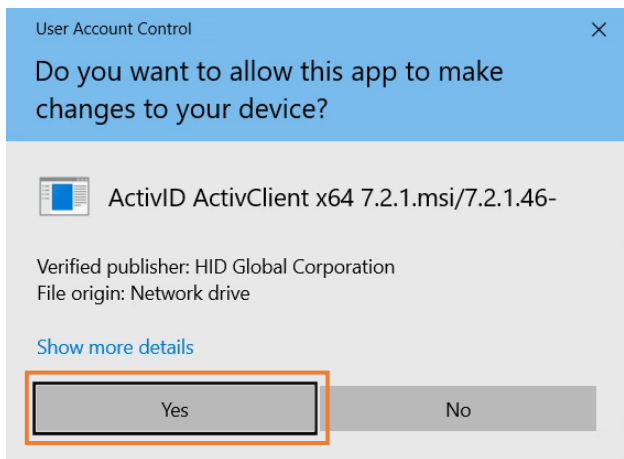 User Account Control
Do you want to allow this app to make
changes to your device?
ActivID ActivClient x64 7.2.1.msi/7.2.1.46-
Verified publisher: HID Global Corporation
File origin: Network drive
Show more details
Yes
No